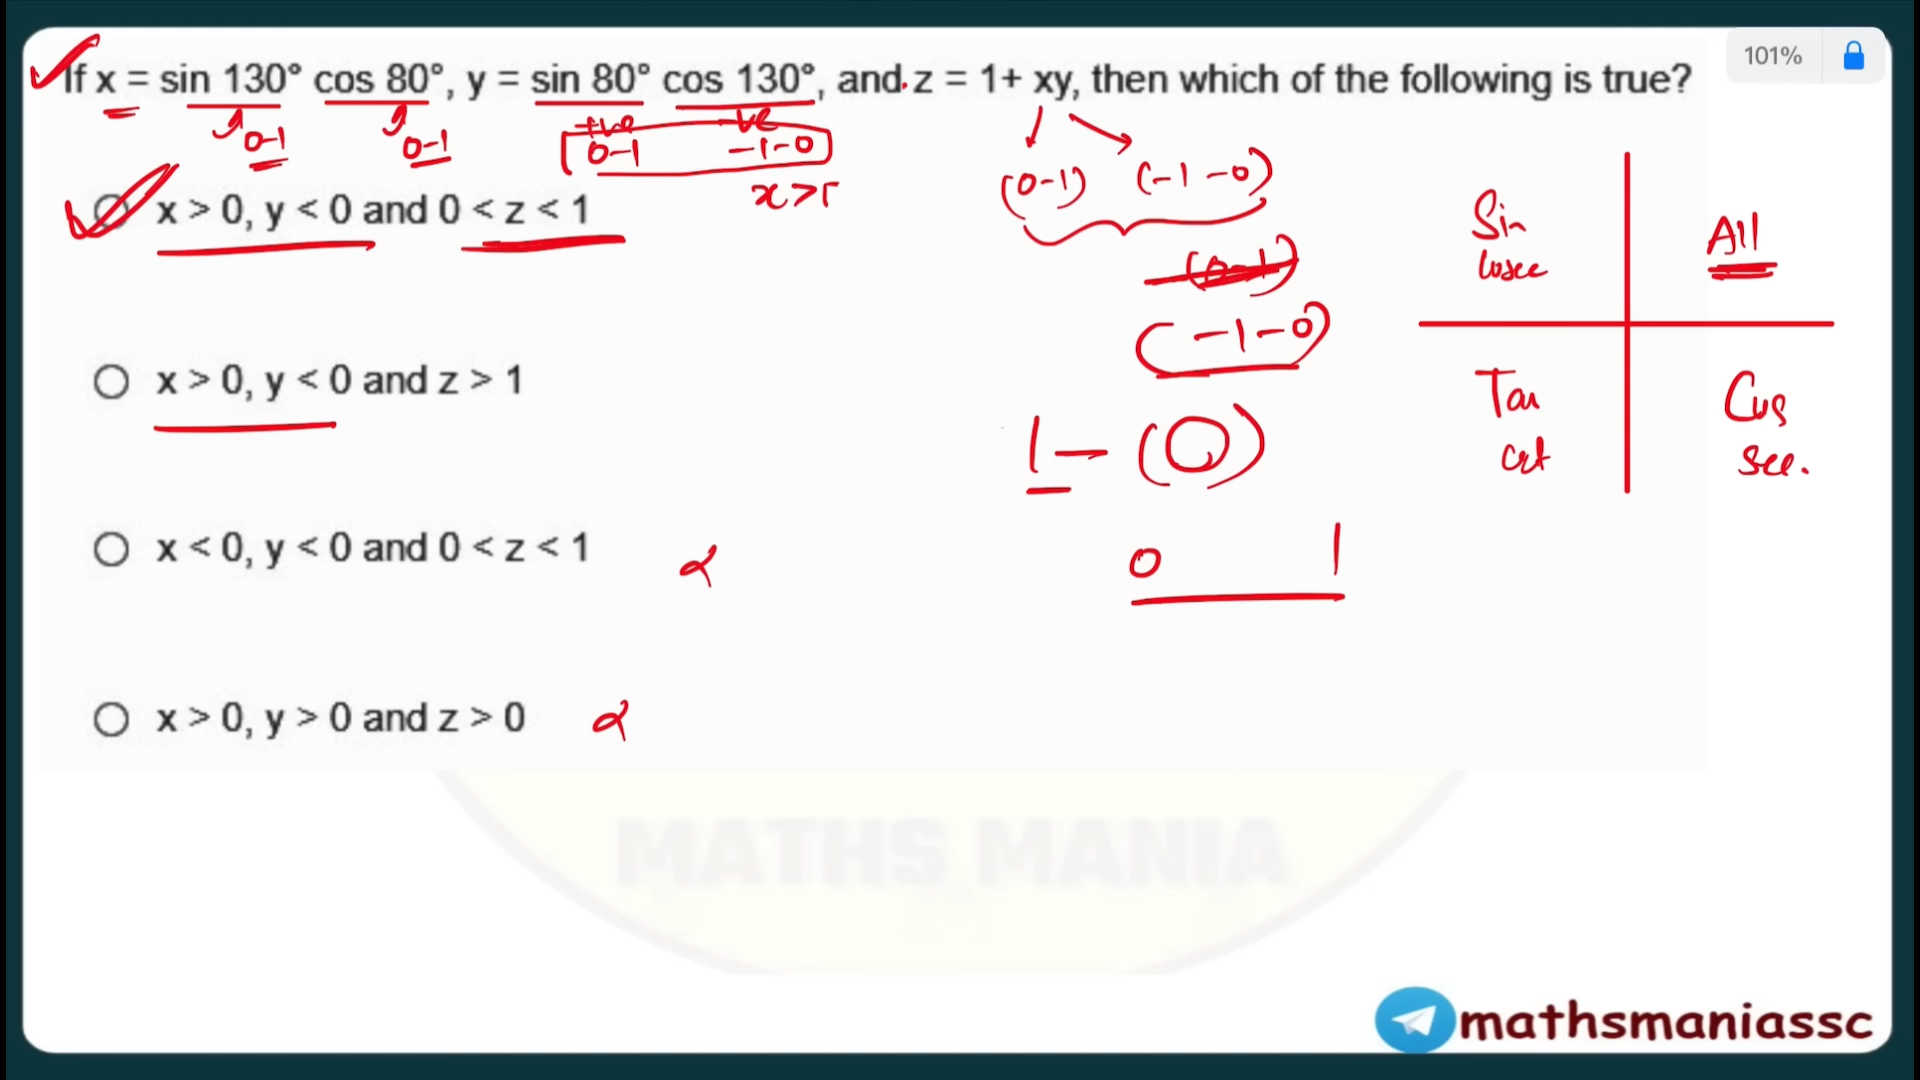 101%
If x = sin 130° cos 80°, y = sin 80° cos 130°, and z = 1+ xy, then which of the following is true?
0-1 0-1 +ve -ve
0-1 -1-0
x>r
(0-1) (-1-0)
x > 0, y < 0 and 0 < z < 1
(0-1)
(-1-0)
Sin All
Cosec
x > 0, y < 0 and z > 1
Tan Cos
Cot Sec.
1-(0)
x < 0, y < 0 and 0 < z < 1
0 1
x > 0, y > 0 and z > 0
MATHS MANIA
mathsmaniassc